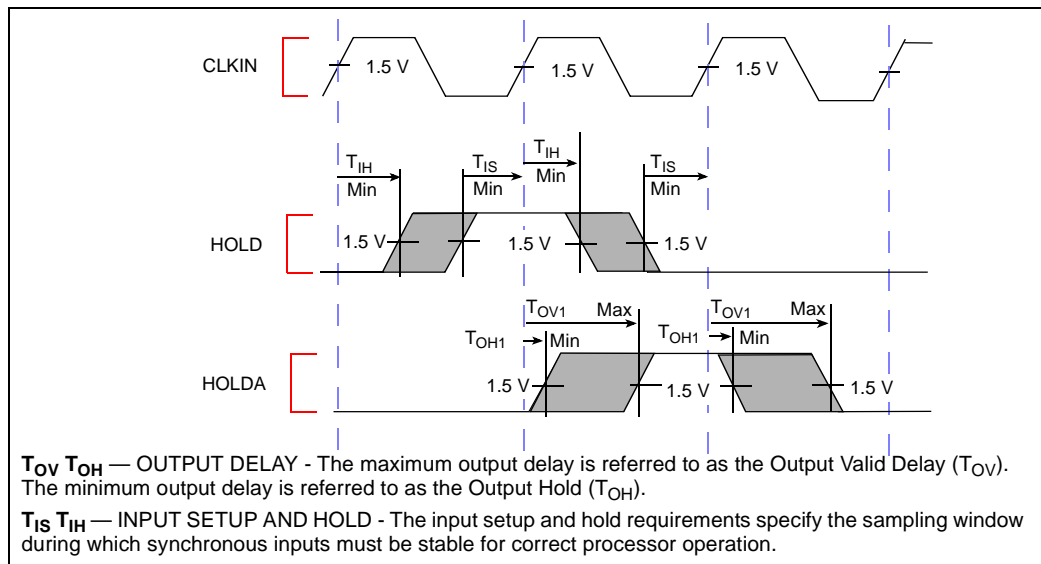 CLKIN
1.5 V 1.5 V 1.5 V
TIH TIS TIH TIS
Min Min Min Min
HOLD
1.5 V 1.5 V 1.5 V
TOV1 Max TOV1 Max
TOH1 Min TOH1 Min
HOLDA
1.5 V 1.5 V 1.5 V
TOV TOH — OUTPUT DELAY - The maximum output delay is referred to as the Output Valid Delay (TOV).
The minimum output delay is referred to as the Output Hold (TOH).
TIS TIH — INPUT SETUP AND HOLD - The input setup and hold requirements specify the sampling window
during which synchronous inputs must be stable for correct processor operation.